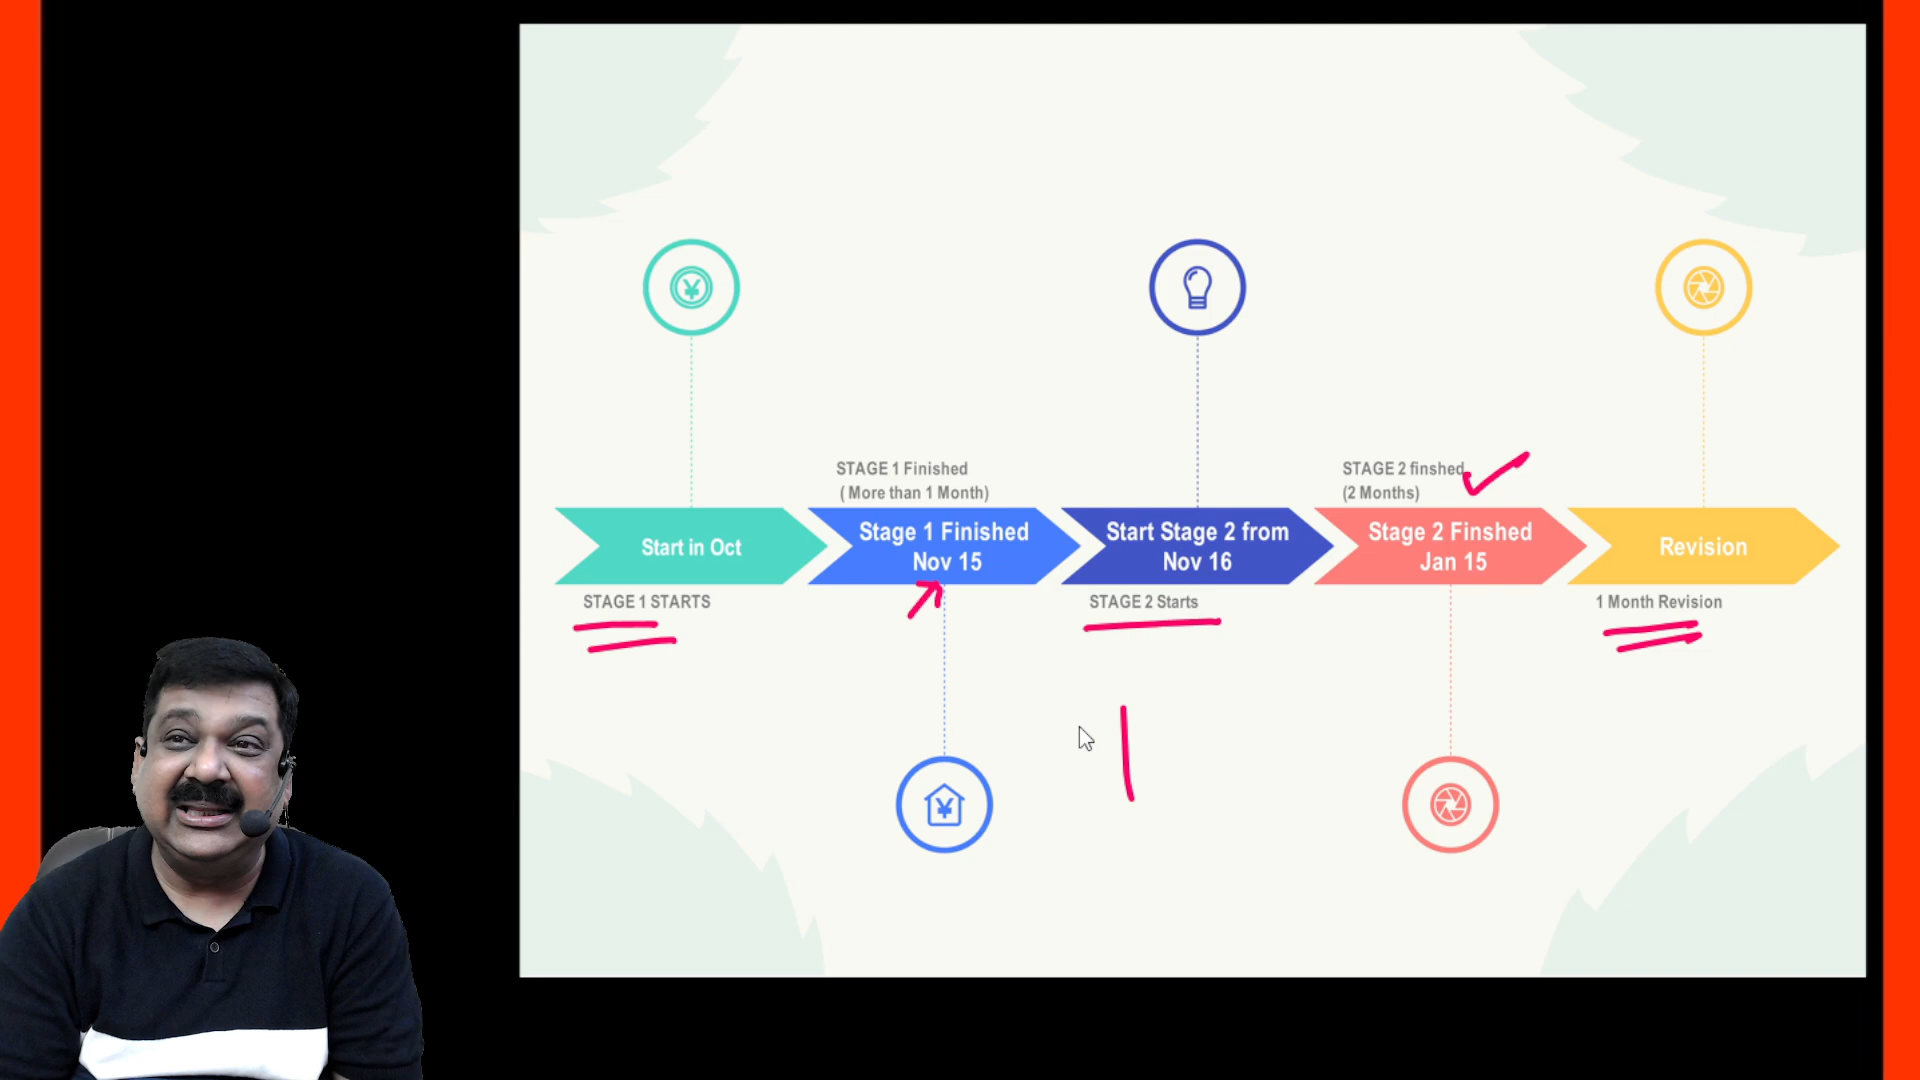 STAGE 1 Finished
( More than 1 Month)
STAGE 2 finshed
(2 Months)
Start in Oct
Stage 1 Finished
Nov 15
Start Stage 2 from
Nov 16
Stage 2 Finshed
Jan 15
Revision
STAGE 1 STARTS
STAGE 2 Starts
1 Month Revision